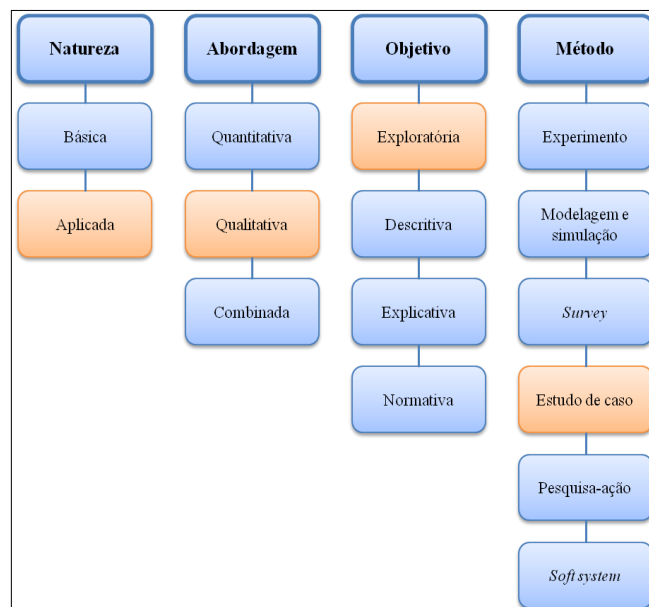 Natureza
Básica
Aplicada
Abordagem
Quantitativa
Qualitativa
Combinada
Objetivo
Exploratória
Descritiva
Explicativa
Normativa
Método
Experimento
Modelagem e
simulação
Survey
Estudo de caso
Pesquisa-ação
Soft system